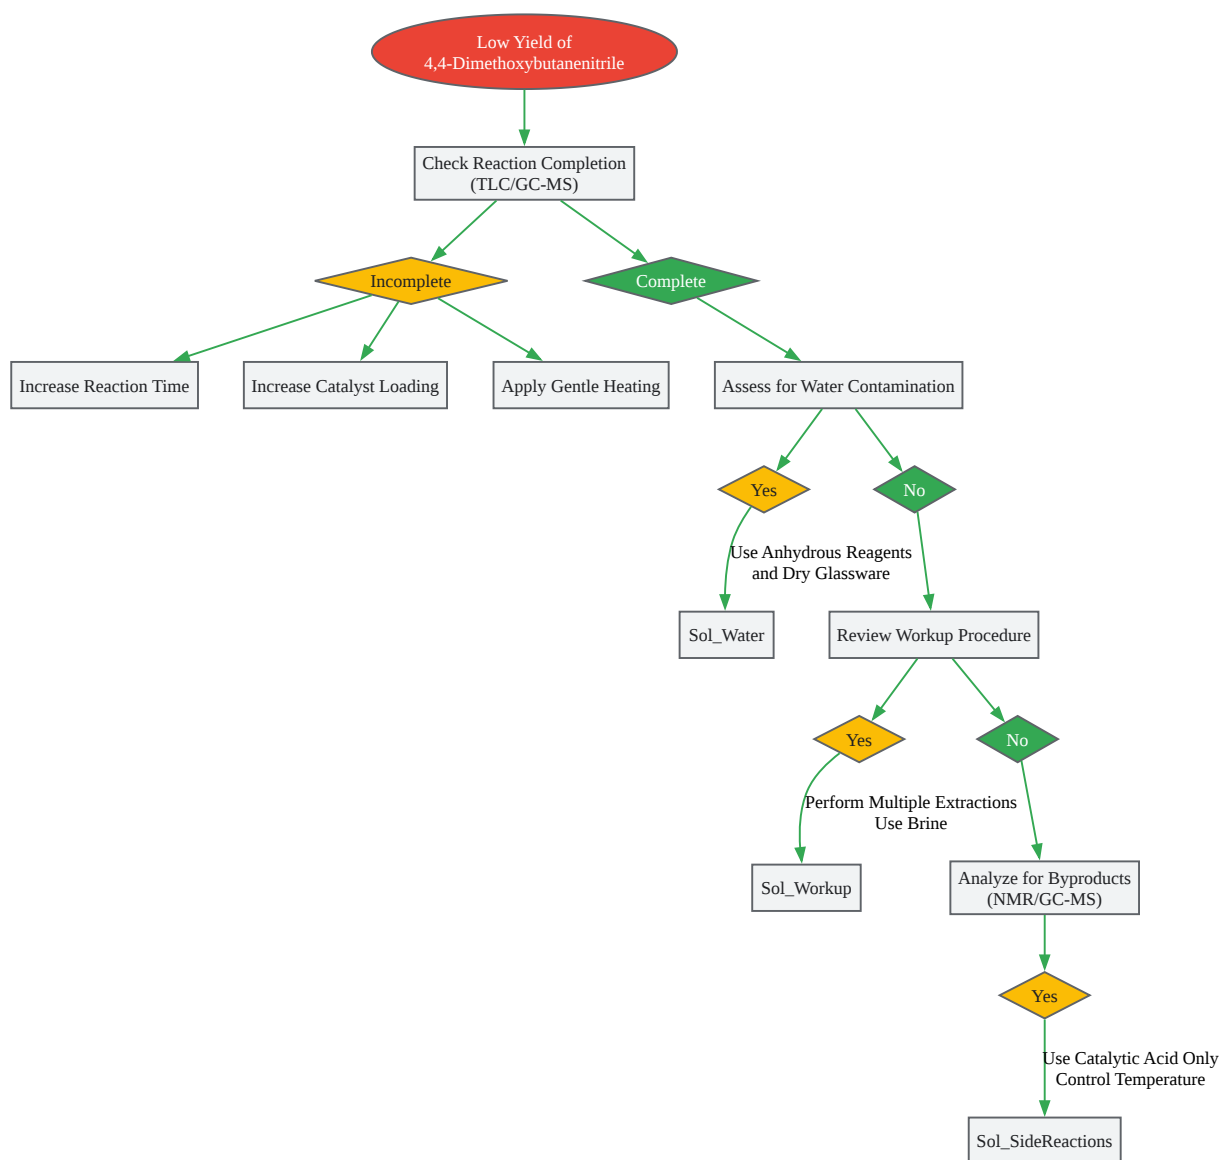 Low Yield of
4,4-Dimethoxybutanenitrile
Check Reaction Completion
(TLC/GC-MS)
Incomplete
Complete
Increase Reaction Time
Increase Catalyst Loading
Apply Gentle Heating
Assess for Water Contamination
Yes
No
Use Anhydrous Reagents
and Dry Glassware
Sol_Water
Review Workup Procedure
Yes
No
Perform Multiple Extractions
Use Brine
Sol_Workup
Analyze for Byproducts
(NMR/GC-MS)
Yes
Use Catalytic Acid Only
Control Temperature
Sol_SideReactions